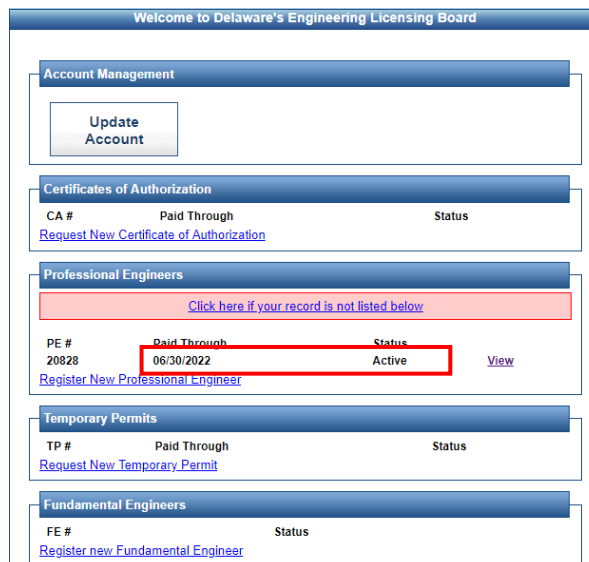 Welcome to Delaware's Engineering Licensing Board
Account Management
Update
Account
Certificates of Authorization
CA # Paid Through Status
Request New Certificate of Authorization
Professional Engineers
Click here if your record is not listed below
PE # Paid Through Status
20828 06/30/2022 Active View
Register New Professional Engineer
Temporary Permits
TP # Paid Through Status
Request New Temporary Permit
Fundamental Engineers
FE # Status
Register new Fundamental Engineer